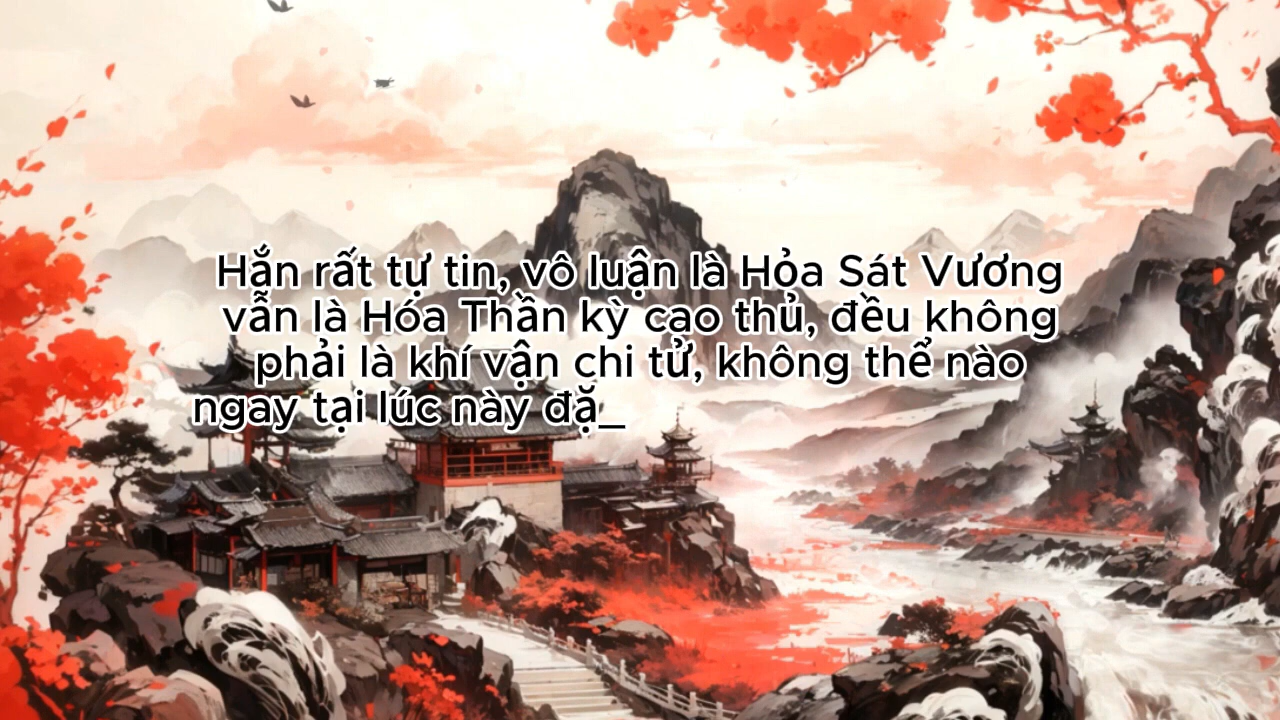 Hắn rất tự tin, vô luận là Hỏa Sát Vương
vẫn là Hóa Thần kỳ cao thủ, đều không
phải là khí vận chi tử, không thể nào
ngay tại lúc này đặ_